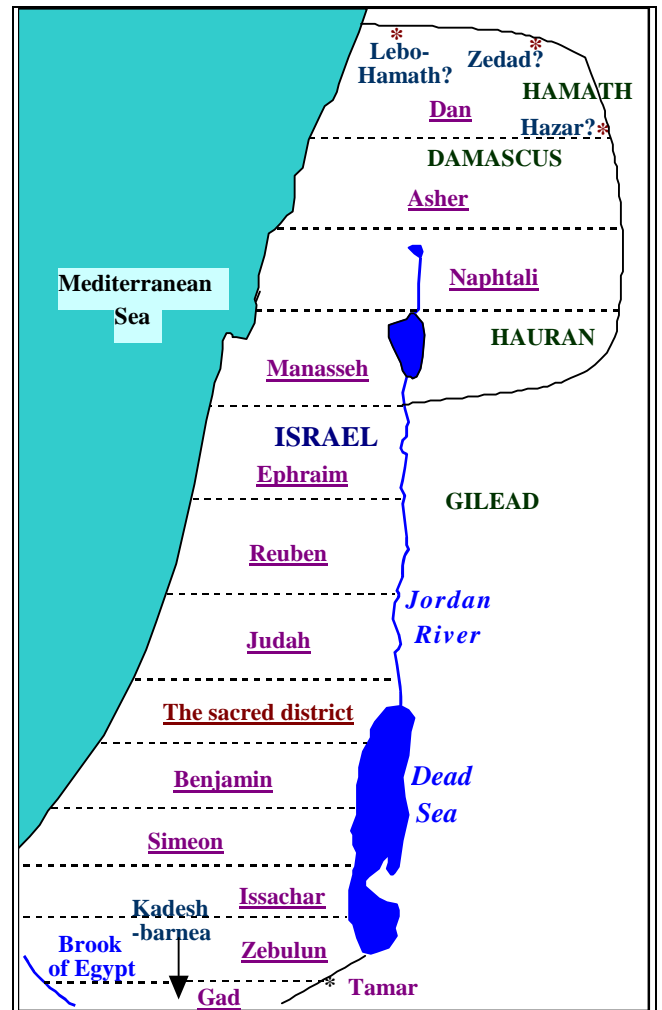 Lebo-
Hamath?
Zedad?
HAMATH
Dan
Hazar?*
DAMASCUS
Asher
Mediterranean
Sea
Naphtali
HAURAN
Manasseh
ISRAEL
Ephraim
GILEAD
Reuben
Jordan
River
Judah
The sacred district
Benjamin
Dead
Sea
Simeon
Issachar
Kadesh
-barnea
Brook
of Egypt
Zebulun
* Tamar
Gad